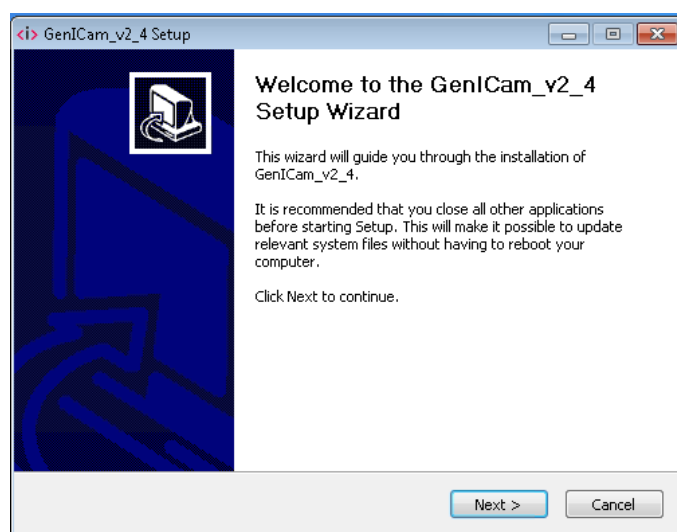 <i> GenICam_v2_4 Setup
Welcome to the GenICam_v2_4
Setup Wizard
This wizard will guide you through the installation of
GenICam_v2_4.
It is recommended that you close all other applications
before starting Setup. This will make it possible to update
relevant system files without having to reboot your
computer.
Click Next to continue.
Next >
Cancel